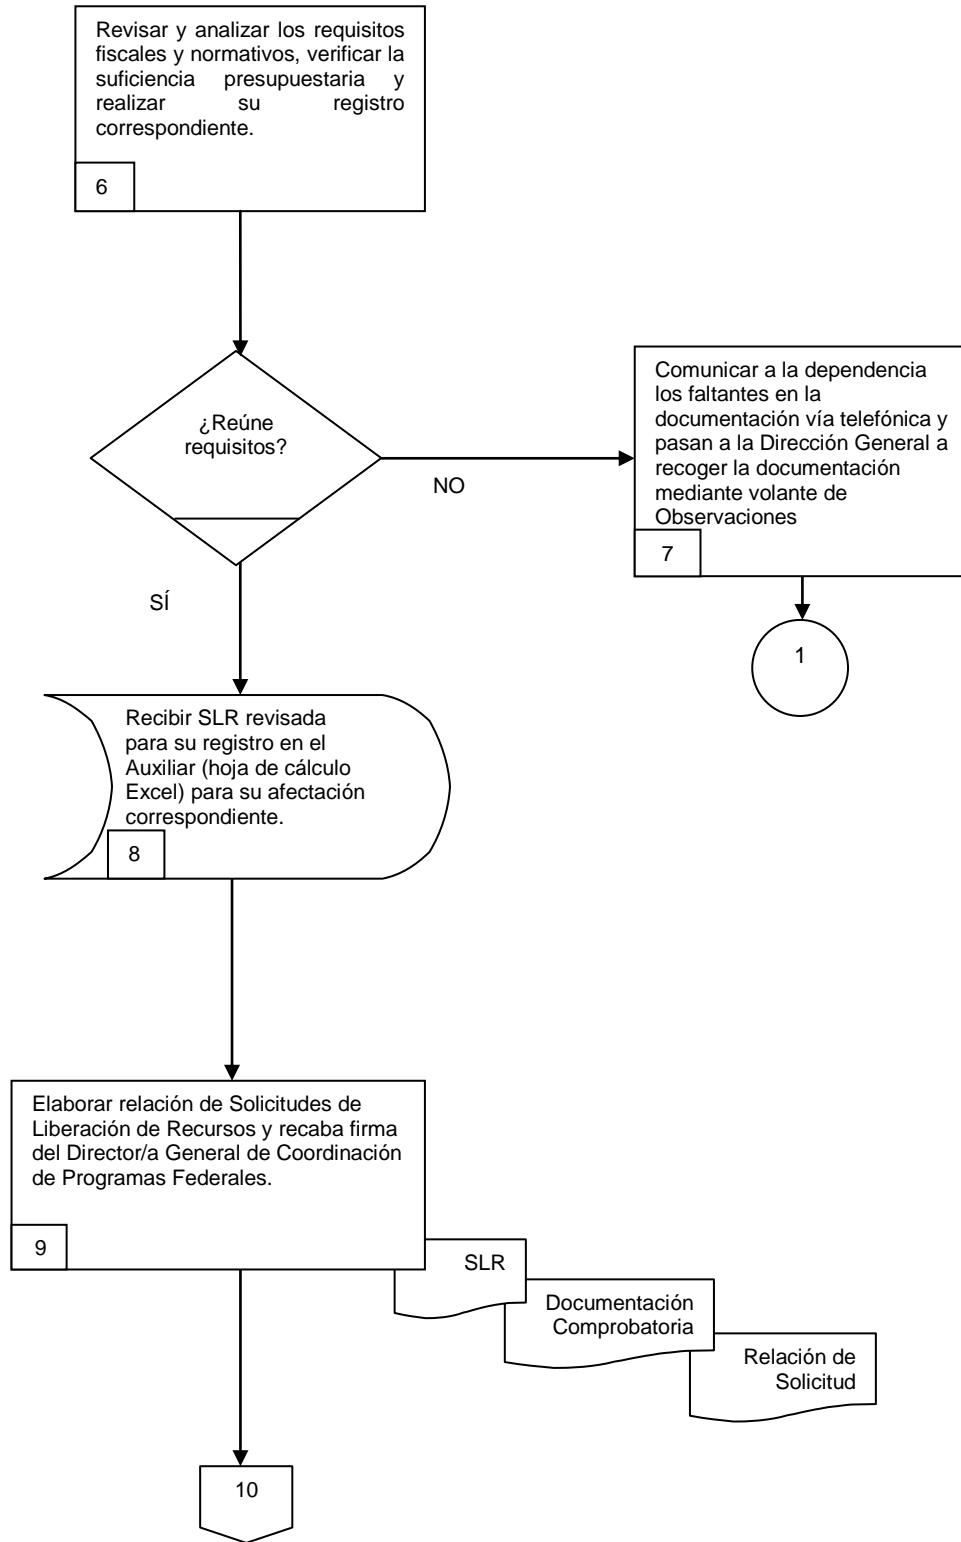 Revisar y analizar los requisitos
fiscales y normativos, verificar la
suficiencia presupuestaria y
realizar su registro
correspondiente.
6
¿Reúne
requisitos?
NO
Comunicar a la dependencia
los faltantes en la
documentación vía telefónica y
pasan a la Dirección General a
recoger la documentación
mediante volante de
Observaciones
7
1
SÍ
Recibir SLR revisada
para su registro en el
Auxiliar (hoja de cálculo
Excel) para su afectación
correspondiente.
8
Elaborar relación de Solicitudes de
Liberación de Recursos y recaba firma
del Director/a General de Coordinación
de Programas Federales.
9
SLR
Documentación
Comprobatoria
Relación de
Solicitud
10